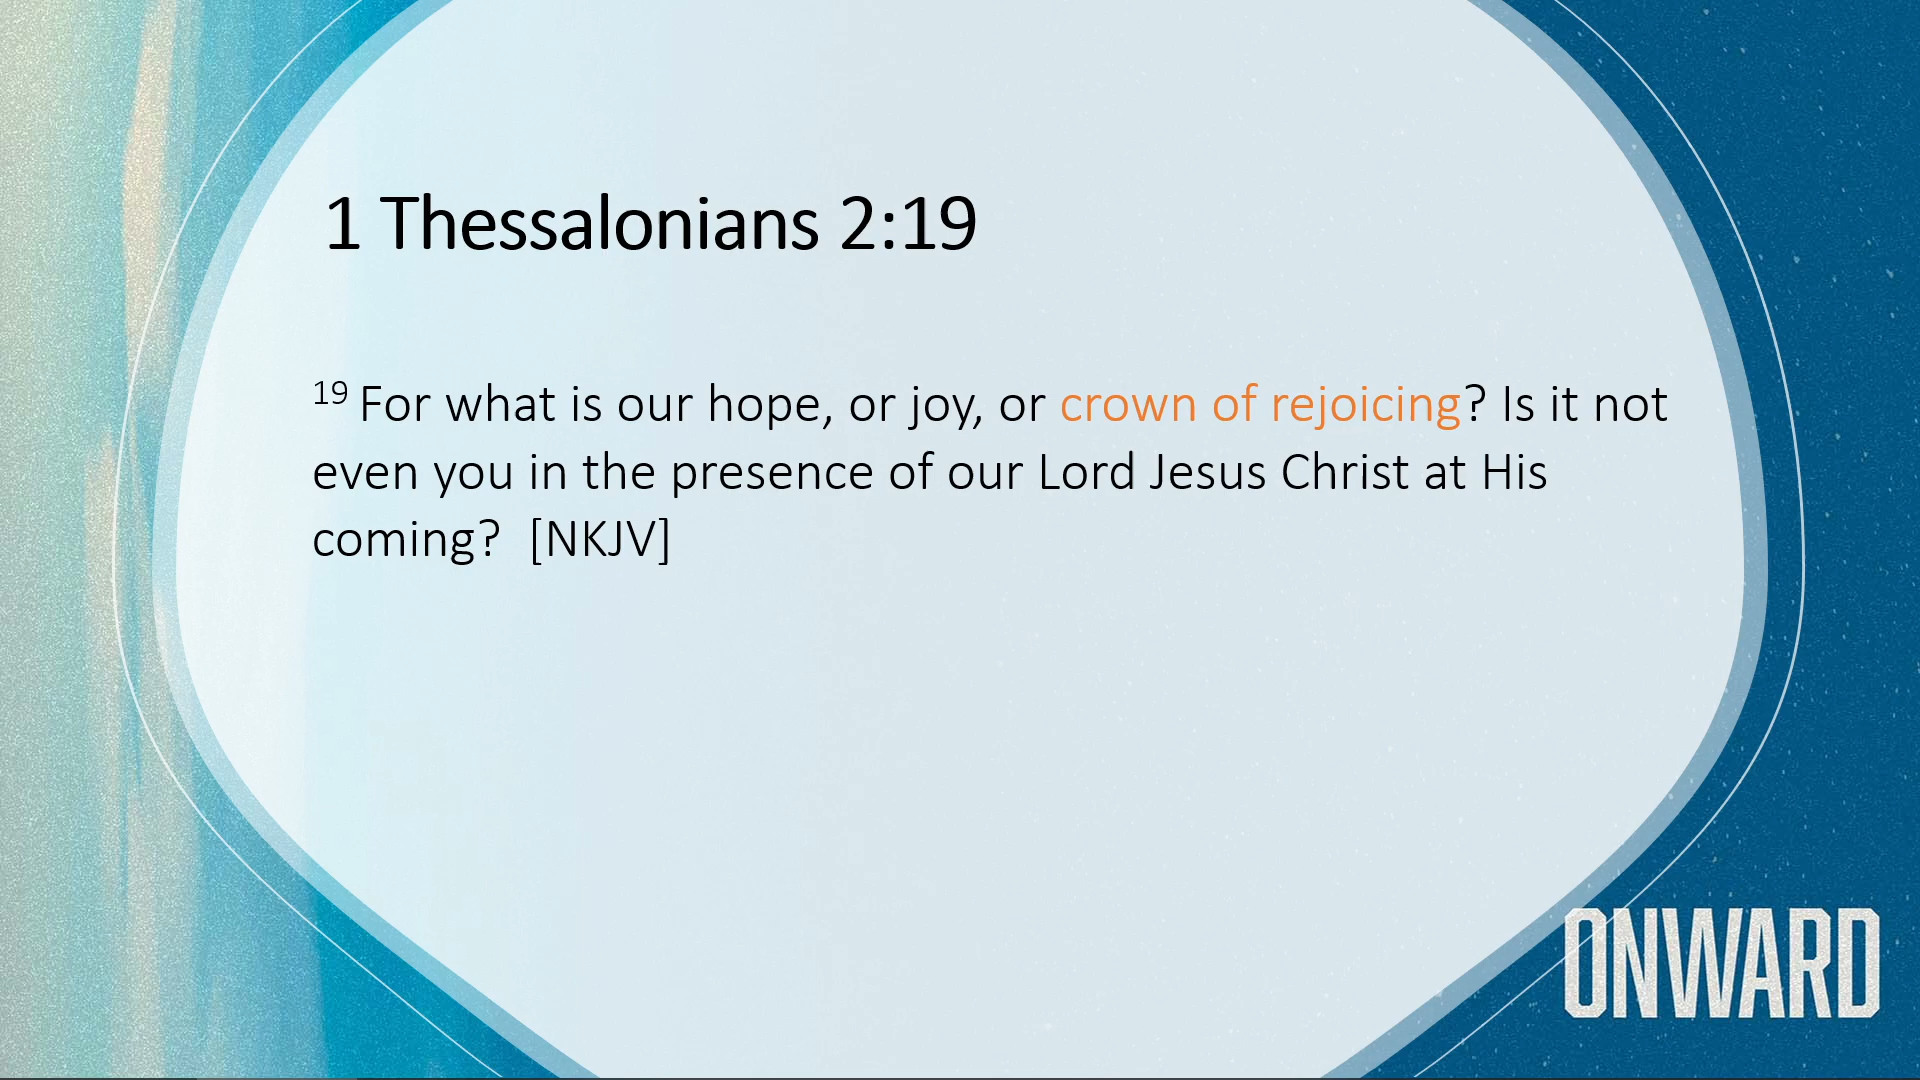 1 Thessalonians 2:19
19 For what is our hope, or joy, or crown of rejoicing? Is it not
even you in the presence of our Lord Jesus Christ at His
coming?  [NKJV]
ONWARD